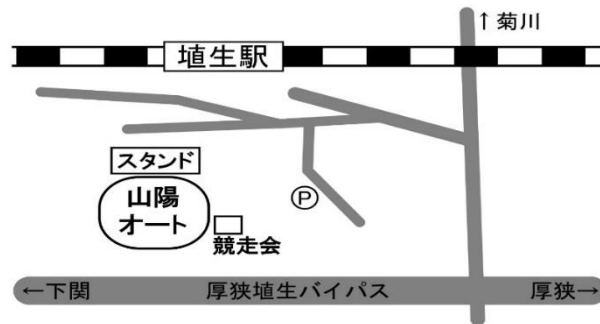 ↑菊川
埴生駅
スタンド
山陽
オート
Ⓟ
競走会
←下関
厚狭埴生バイパス
厚狭→